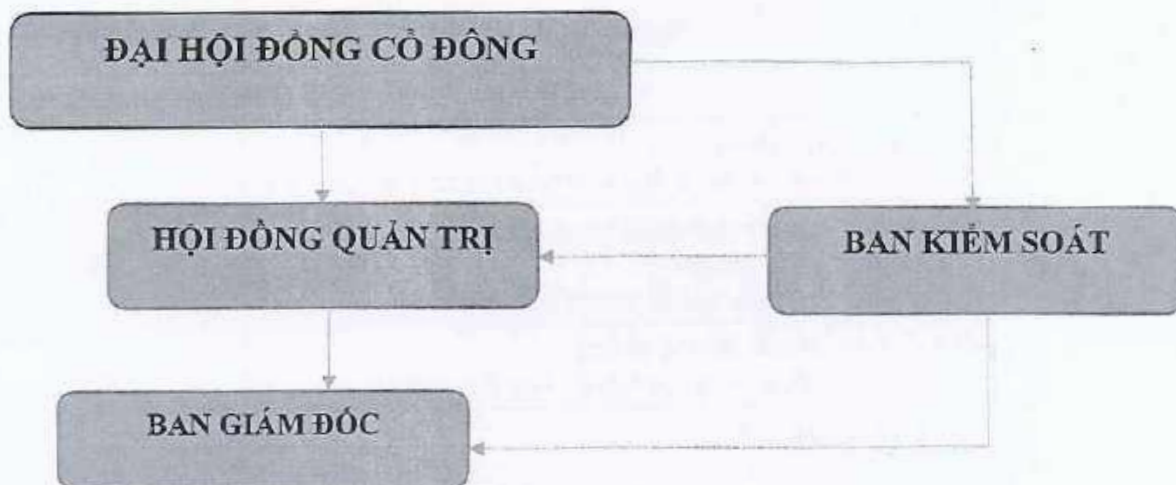 ĐẠI HỘI ĐỒNG CỔ ĐÔNG
HỘI ĐỒNG QUẢN TRỊ
BAN KIỂM SOÁT
BAN GIÁM ĐỐC